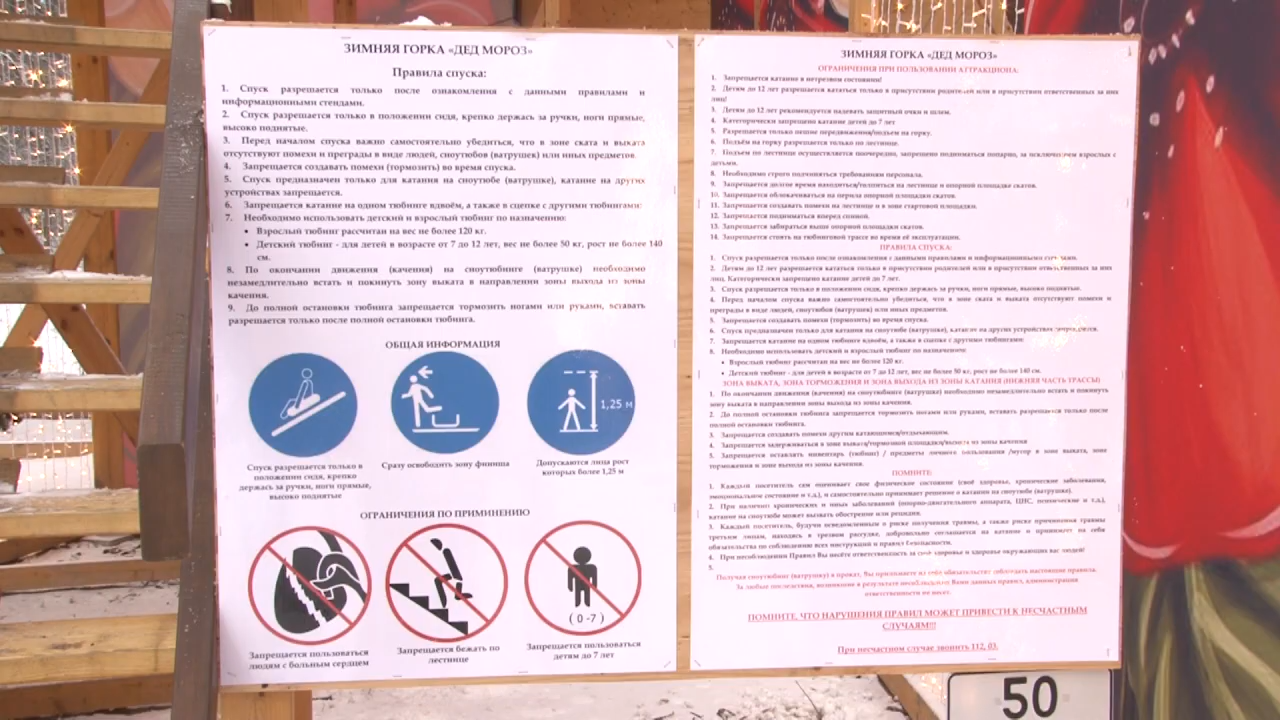 ЗИМНЯЯ ГОРКА «ДЕД МОРОЗ»
Правила спуска:
1. Спуск разрешается только после ознакомления с данными правилами и
информационными стендами.
2. Спуск разрешается только в положении сидя, крепко держась за ручки, ноги прямые,
высоко поднятые.
3. Перед началом спуска важно самостоятельно убедиться, что в зоне ската и выката
отсутствуют помехи и преграды в виде людей, сноутюбов (ватрушек) или иных предметов.
4. Запрещается создавать помехи (тормозить) во время спуска.
5. Спуск предназначен только для катания на сноутюбе (ватрушке), катание на других
устройствах запрещается.
6. Запрещается катание на одном тюбинге вдвоём, а также в сцепке с другими тюбингами;
7. Необходимо использовать детский и взрослый тюбинг по назначению:
• Взрослый тюбинг рассчитан на вес не более 120 кг.
• Детский тюбинг - для детей в возрасте от 7 до 12 лет, вес не более 50 кг, рост не более 140
см.
8. По окончании движения (качения) на сноутюбинге (ватрушке) необходимо
незамедлительно встать и покинуть зону выката в направлении зоны выхода из зоны
качения.
9. До полной остановки тюбинга запрещается тормозить ногами или руками, вставать
разрешается только после полной остановки тюбинга.
ОБЩАЯ ИНФОРМАЦИЯ
1,25 м
Спуск разрешается только в
положении сидя, крепко
держась за ручки, ноги прямые,
высоко поднятые
Сразу освободить зону финиша
Допускаются лица рост
которых более 1,25 м
ОГРАНИЧЕНИЯ ПО ПРИМИНЕНИЮ
( 0 -7 )
Запрещается пользоваться
людям с больным сердцем
Запрещается бежать по
лестнице
Запрещается пользоваться
детям до 7 лет
ЗИМНЯЯ ГОРКА «ДЕД МОРОЗ»
ОГРАНИЧЕНИЯ ПРИ ПОЛЬЗОВАНИИ АТТРАКЦИОНА:
1. Запрещается катание в нетрезвом состоянии!
2. Детям до 12 лет разрешается кататься только в присутствии родителей или в присутствии ответственных за них
лиц!
3. Детям до 12 лет рекомендуется надевать защитный очки и шлем.
4. Категорически запрещено катание детей до 7 лет
5. Разрешается только пешее передвижения/подъем на горку.
6. Подъём на горку разрешается только по лестнице.
7. Подъем по лестнице осуществляется поочередно, запрещено подниматься попарно, за исключением взрослых с
детьми.
8. Необходимо строго подчиняться требованиям персонала.
9. Запрещается долгое время находиться/толпиться на лестнице и опорной площадке скатов.
10. Запрещается облокачиваться на перила опорной площадки скатов.
11. Запрещается создавать помехи на лестнице и в зоне стартовой площадки.
12. Запрещается подниматься вперед спиной.
13. Запрещается забираться выше опорной площадки скатов.
14. Запрещается стоять на тюбинговой трассе во время её эксплуатации.
ПРАВИЛА СПУСКА:
1. Спуск разрешается только после ознакомления с данными правилами и информационными стендами.
2. Детям до 12 лет разрешается кататься только в присутствии родителей или в присутствии ответственных за них
лиц. Категорически запрещено катание детей до 7 лет.
3. Спуск разрешается только в положении сидя, крепко держась за ручки, ноги прямые, высоко поднятые.
4. Перед началом спуска важно самостоятельно убедиться, что в зоне ската и выката отсутствуют помехи и
преграды в виде людей, сноутюбов (ватрушек) или иных предметов.
5. Запрещается создавать помехи (тормозить) во время спуска.
6. Спуск предназначен только для катания на сноутюбе (ватрушке), катание на других устройствах запрещается.
7. Запрещается катание на одном тюбинге вдвоем, а также в сцепке с другими тюбингами;
8. Необходимо использовать детский и взрослый тюбинг по назначению:
• Взрослый тюбинг рассчитан на вес не более 120 кг.
• Детский тюбинг - для детей в возрасте от 7 до 12 лет, вес не более 50 кг, рост не более 140 см.
ЗОНА ВЫКАТА, ЗОНА ТОРМОЖЕНИЯ И ЗОНА ВЫХОДА ИЗ ЗОНЫ КАТАНИЯ (НИЖНЯЯ ЧАСТЬ ТРАССЫ)
1. По окончании движения (качения) на сноутюбинге (ватрушке) необходимо незамедлительно встать и покинуть
зону выката в направлении зоны выхода из зоны качения.
2. До полной остановки тюбинга запрещается тормозить ногами или руками, вставать разрешается только после
полной остановки тюбинга.
3. Запрещается создавать помехи другим катающимся/отдыхающим.
4. Запрещается задерживаться в зоне выката/тормозной площадки/выхода из зоны качения
5. Запрещается оставлять инвентарь (тюбинг) / предметы личного пользования /мусор в зоне выката, зоне
торможения и зоне выхода из зоны качения.
ПОМНИТЕ:
1. Каждый посетитель сам оценивает свое физическое состояние (своё здоровье, хронические заболевания,
эмоциональное состояние и т.д.), и самостоятельно принимает решение о катании на сноутюбе (ватрушке).
2. При наличии хронических и иных заболеваний (опорно-двигательного аппарата, ЦНС, психические и т.д.),
катание на сноутюбе может вызвать обострение или рецидив.
3. Каждый посетитель, будучи осведомленным о риске получения травмы, а также риске причинения травмы
третьим лицам, находясь в трезвом рассудке, добровольно соглашается на катание и принимает на себя
обязательства по соблюдению всех инструкций и правил безопасности.
4. При несоблюдении Правил Вы несёте ответственность за своё здоровье и здоровье окружающих вас людей!
5.
Получая сноутюбинг (ватрушку) в прокат, Вы принимаете на себя обязательства: соблюдать настоящие правила.
За любые последствия, возникшие в результате несоблюдения Вами данных правил, администрация
ответственности не несет.
ПОМНИТЕ, ЧТО НАРУШЕНИЯ ПРАВИЛ МОЖЕТ ПРИВЕСТИ К НЕСЧАСТНЫМ
СЛУЧАЯМ!!!
При несчастном случае звонить 112, 03.
50